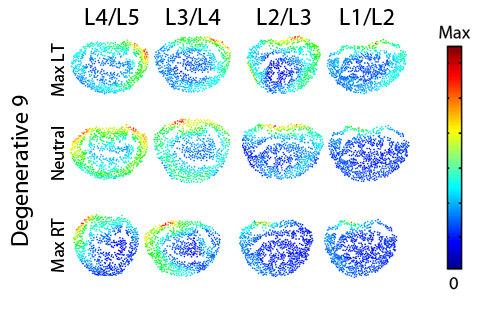 L4/L5 L3/L4 L2/L3 L1/L2
Max
Degenerative 9
Max LT
Neutral
Max RT
0